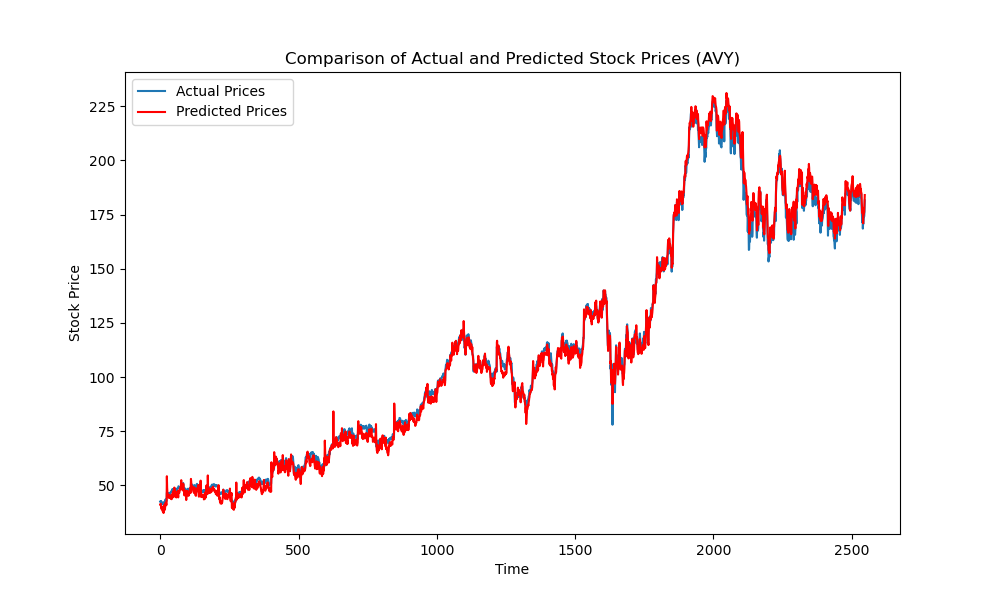 Comparison of Actual and Predicted Stock Prices (AVY)
Actual Prices
Predicted Prices
Stock Price
225
200
175
150
125
100
75
50
0 500 1000 1500 2000 2500
Time